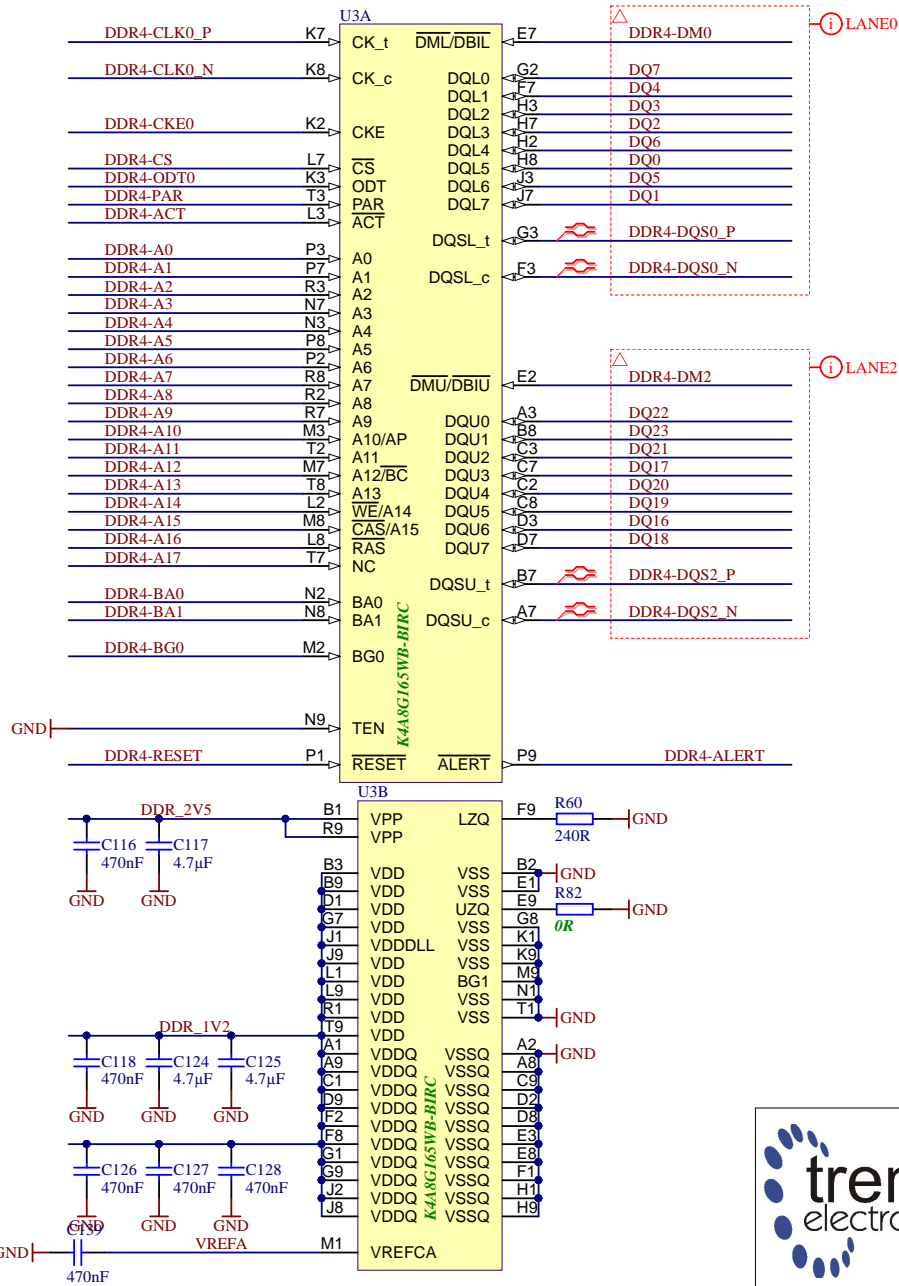 U3A
DDR4-CLK0_P K7 CK_t DML/DBIL E7 DDR4-DM0 LANE0
DDR4-CLK0_N K8 CK_c DQL0 G2 DQ7
DQL1 F7 DQ4
DQL2 H3 DQ3
DDR4-CKE0 K2 CKE DQL3 H7 DQ2
DQL4 H2 DQ6
DDR4-CS L7 CS DQL5 H8 DQ0
DDR4-ODT0 K3 ODT DQL6 J3 DQ5
DDR4-PAR T3 PAR DQL7 J7 DQ1
DDR4-ACT L3 ACT
DQSL_t G3 DDR4-DQS0_P
DDR4-A0 P3 A0
DDR4-A1 P7 A1 DQSL_c F3 DDR4-DQS0_N
DDR4-A2 R3 A2
DDR4-A3 N7 A3
DDR4-A4 N3 A4
DDR4-A5 P8 A5
DDR4-A6 P2 A6
DDR4-A7 R8 A7 DMU/DBIU E2 DDR4-DM2 LANE2
DDR4-A8 R2 A8
DDR4-A9 R7 A9 DQU0 A3 DQ22
DDR4-A10 M3 A10/AP DQU1 B8 DQ23
DDR4-A11 T2 A11 DQU2 C3 DQ21
DDR4-A12 M7 A12/BC DQU3 C7 DQ17
DDR4-A13 T8 A13 DQU4 C2 DQ20
DDR4-A14 L2 WE/A14 DQU5 C8 DQ19
DDR4-A15 M8 CAS/A15 DQU6 D3 DQ16
DDR4-A16 L8 RAS DQU7 D7 DQ18
DDR4-A17 T7 NC
DQSU_t B7 DDR4-DQS2_P
DDR4-BA0 N2 BA0
DDR4-BA1 N8 BA1 DQSU_c A7 DDR4-DQS2_N
DDR4-BG0 M2 BG0
K4A8G165WB-BIRC
GND N9 TEN
DDR4-RESET P1 RESET ALERT P9 DDR4-ALERT
U3B
DDR_2V5 B1 VPP LZQ F9 R60 240R GND
R9 VPP
C116 470nF GND
C117 4.7µF GND
B3 VDD VSS B2 GND
B9 VDD VSS E1
D1 VDD UZQ E9 R82 0R GND
G7 VDD VSS G8
J1 VDDDLL VSS K1
J9 VDD VSS K9
L1 VDD BG1 M9
L9 VDD VSS N1
R1 VDD VSS T1 GND
DDR_1V2 T9 VDD
A1 VDDQ VSSQ A2 GND
A9 VDDQ VSSQ A8
C1 VDDQ VSSQ C9
D9 VDDQ VSSQ D2
F2 VDDQ VSSQ D8
F8 VDDQ VSSQ E3
G1 VDDQ VSSQ E8
G9 VDDQ VSSQ F1
J2 VDDQ VSSQ H1
J8 VDDQ VSSQ H9
C118 470nF GND
C124 4.7µF GND
C125 4.7µF GND
C126 470nF GND
C127 470nF GND
C128 470nF GND
K4A8G165WB-BIRC
GND C139 470nF VREFA M1 VREFCA
tren
electro